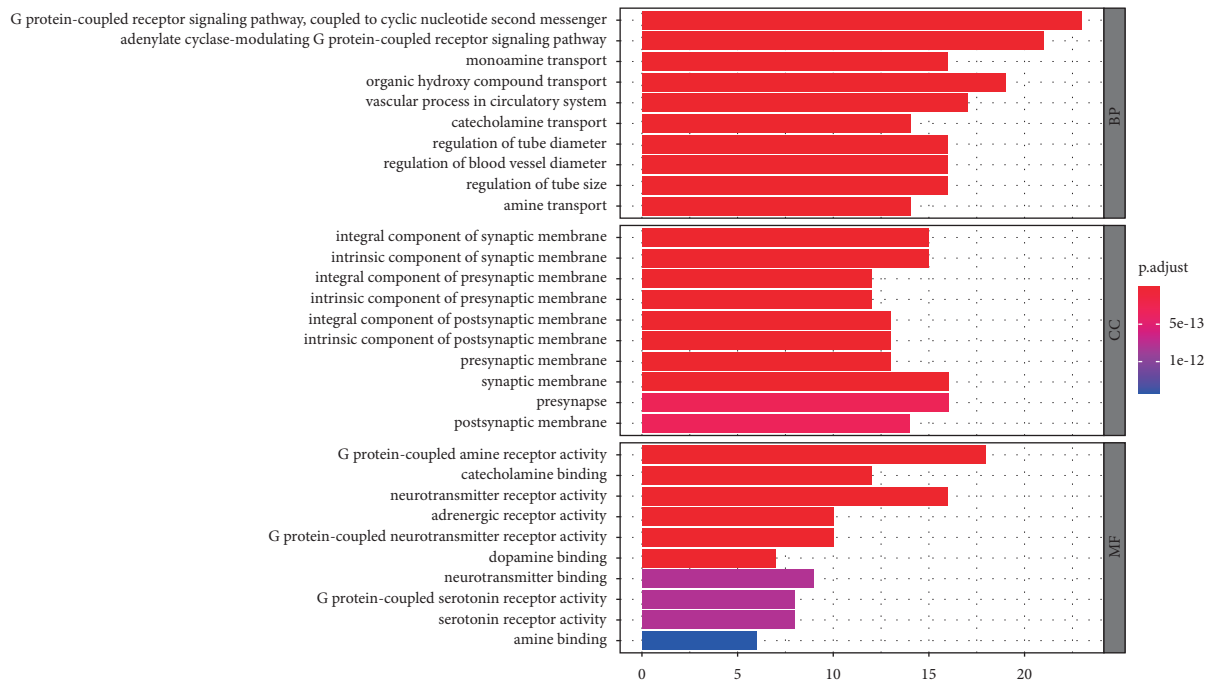 G protein-coupled receptor signaling pathway, coupled to cyclic nucleotide second messenger
adenylate cyclase-modulating G protein-coupled receptor signaling pathway
monoamine transport
organic hydroxy compound transport
vascular process in circulatory system
catecholamine transport
regulation of tube diameter
regulation of blood vessel diameter
regulation of tube size
amine transport
BP
integral component of synaptic membrane
intrinsic component of synaptic membrane
integral component of presynaptic membrane
intrinsic component of presynaptic membrane
integral component of postsynaptic membrane
intrinsic component of postsynaptic membrane
presynaptic membrane
synaptic membrane
presynapse
postsynaptic membrane
CC
G protein-coupled amine receptor activity
catecholamine binding
neurotransmitter receptor activity
adrenergic receptor activity
G protein-coupled neurotransmitter receptor activity
dopamine binding
neurotransmitter binding
G protein-coupled serotonin receptor activity
serotonin receptor activity
amine binding
MF
0 5 10 15 20
p.adjust
5e-13
1e-12